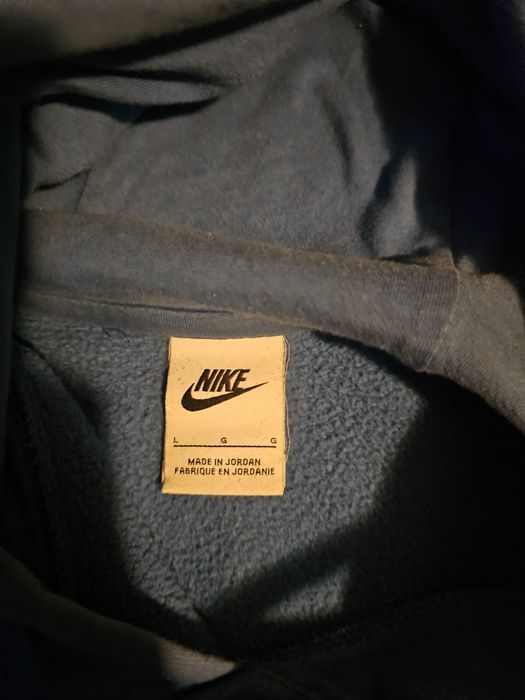 NIKE
L G G
MADE IN JORDAN
FABRIQUE EN JORDANIE